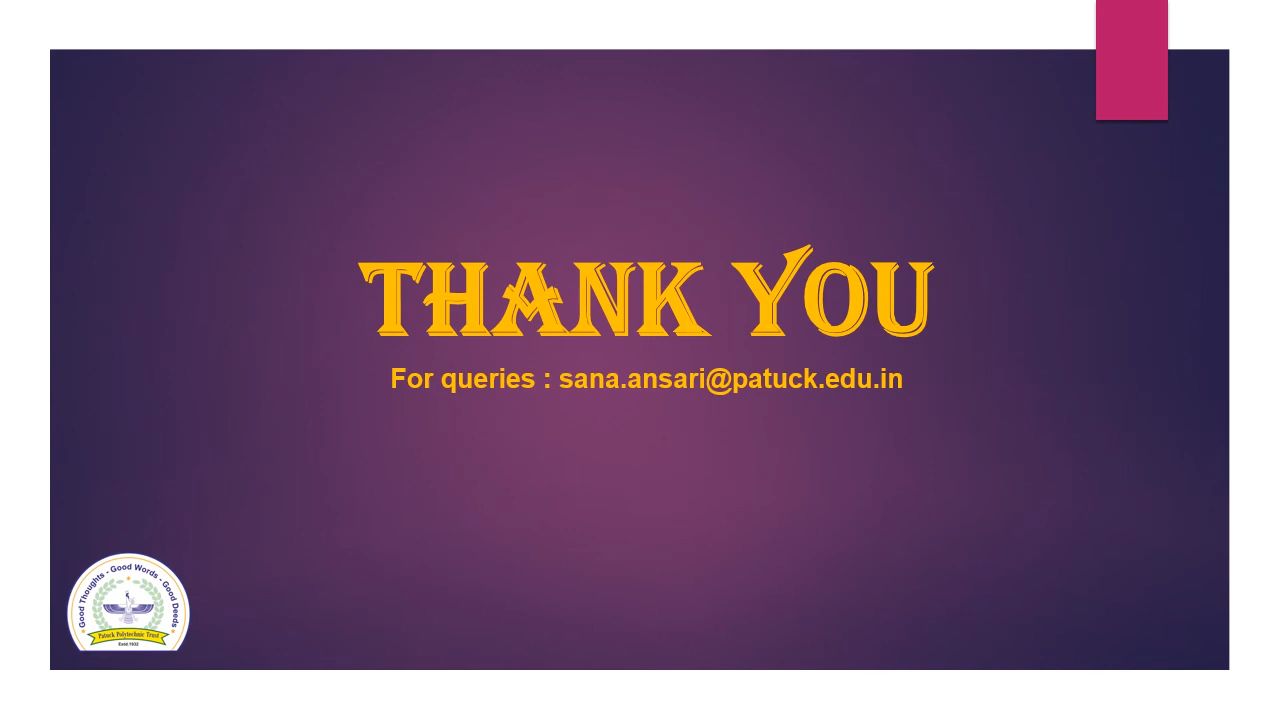 THANK YOU
For queries : sana.ansari@patuck.edu.in
Good Thoughts - Good Words - Good Deeds
Patuck Polytechnic Trust
Estd.1932